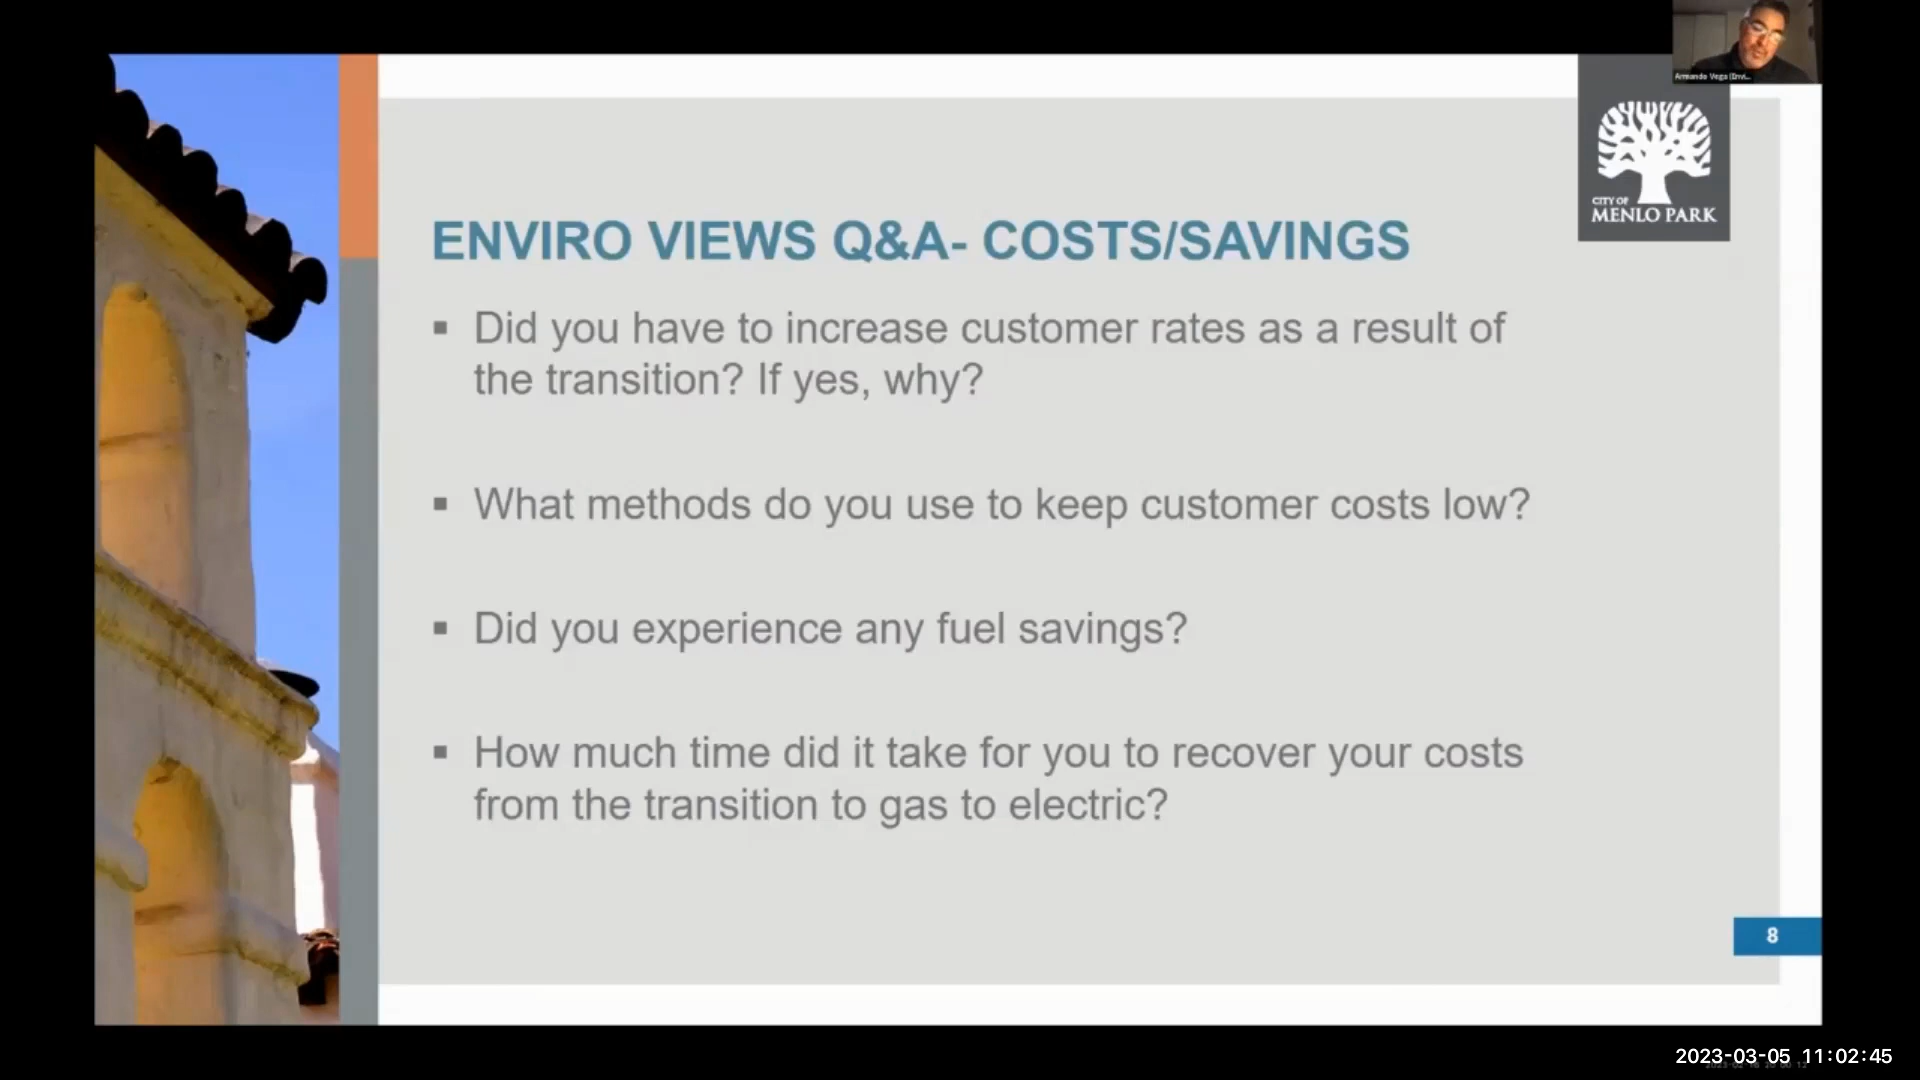 Armando Vega (Envi...
CITY OF
MENLO PARK
ENVIRO VIEWS Q&A- COSTS/SAVINGS
▪ Did you have to increase customer rates as a result of
the transition? If yes, why?
▪ What methods do you use to keep customer costs low?
▪ Did you experience any fuel savings?
▪ How much time did it take for you to recover your costs
from the transition to gas to electric?
8
2023-03-05 11:02:45